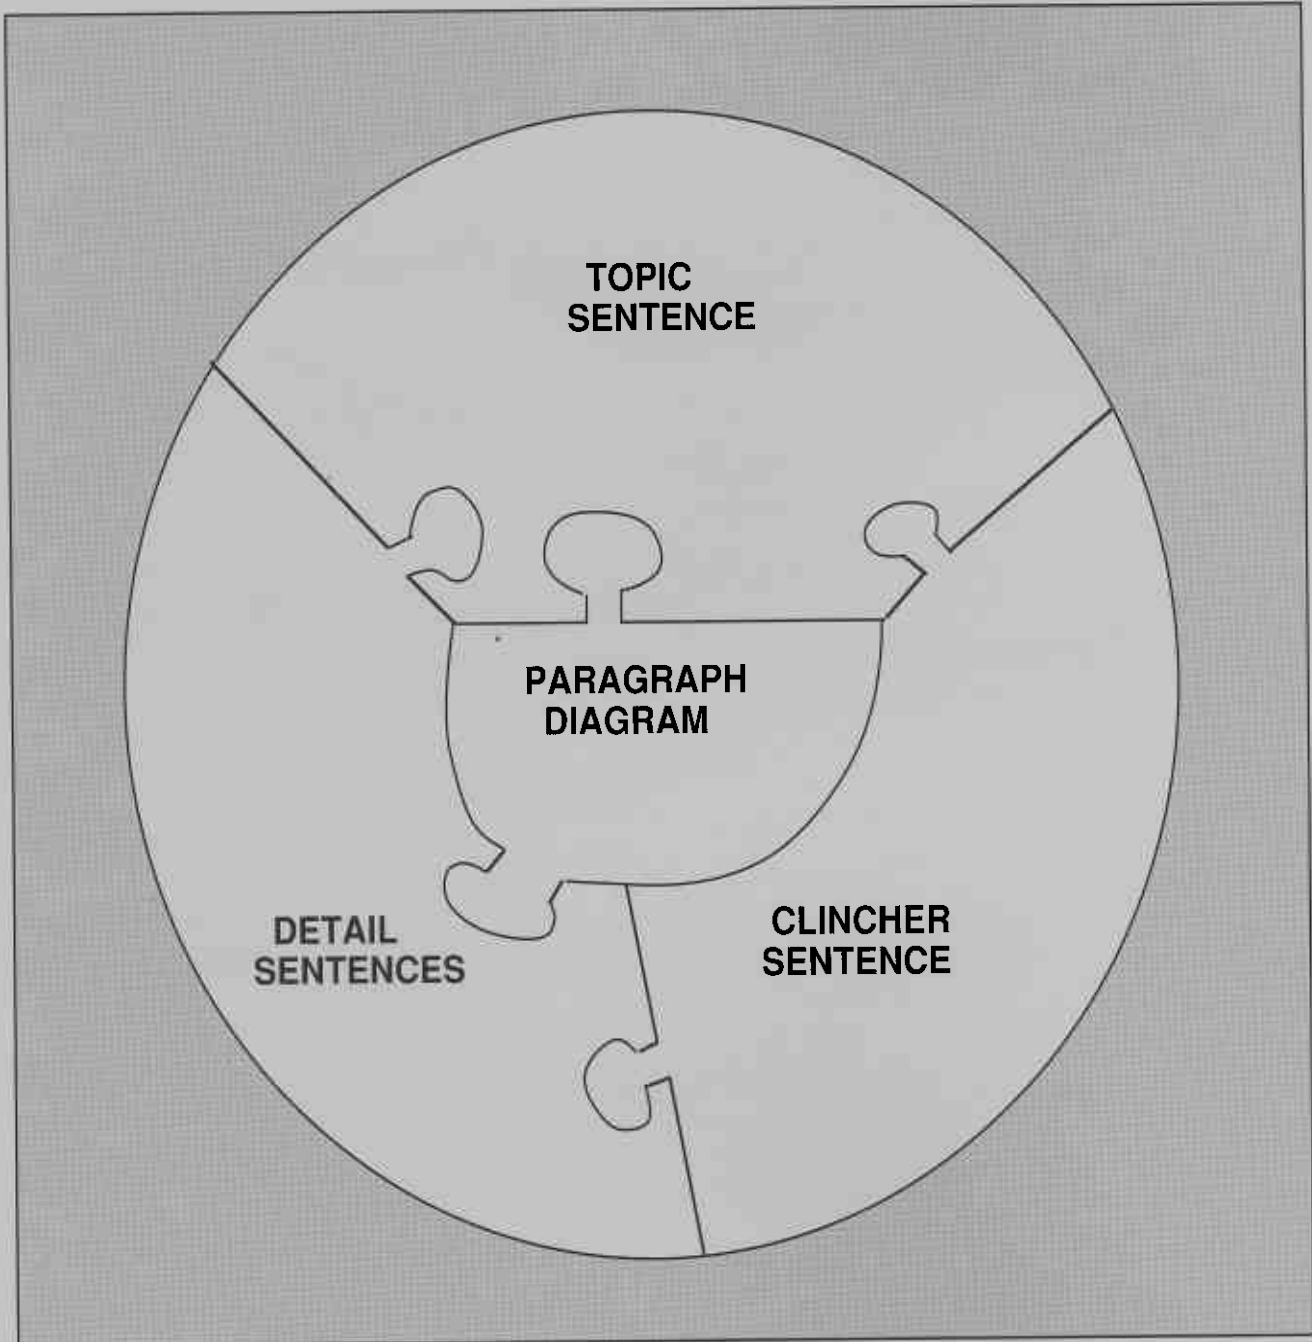 TOPIC
SENTENCE
PARAGRAPH
DIAGRAM
DETAIL
SENTENCES
CLINCHER
SENTENCE